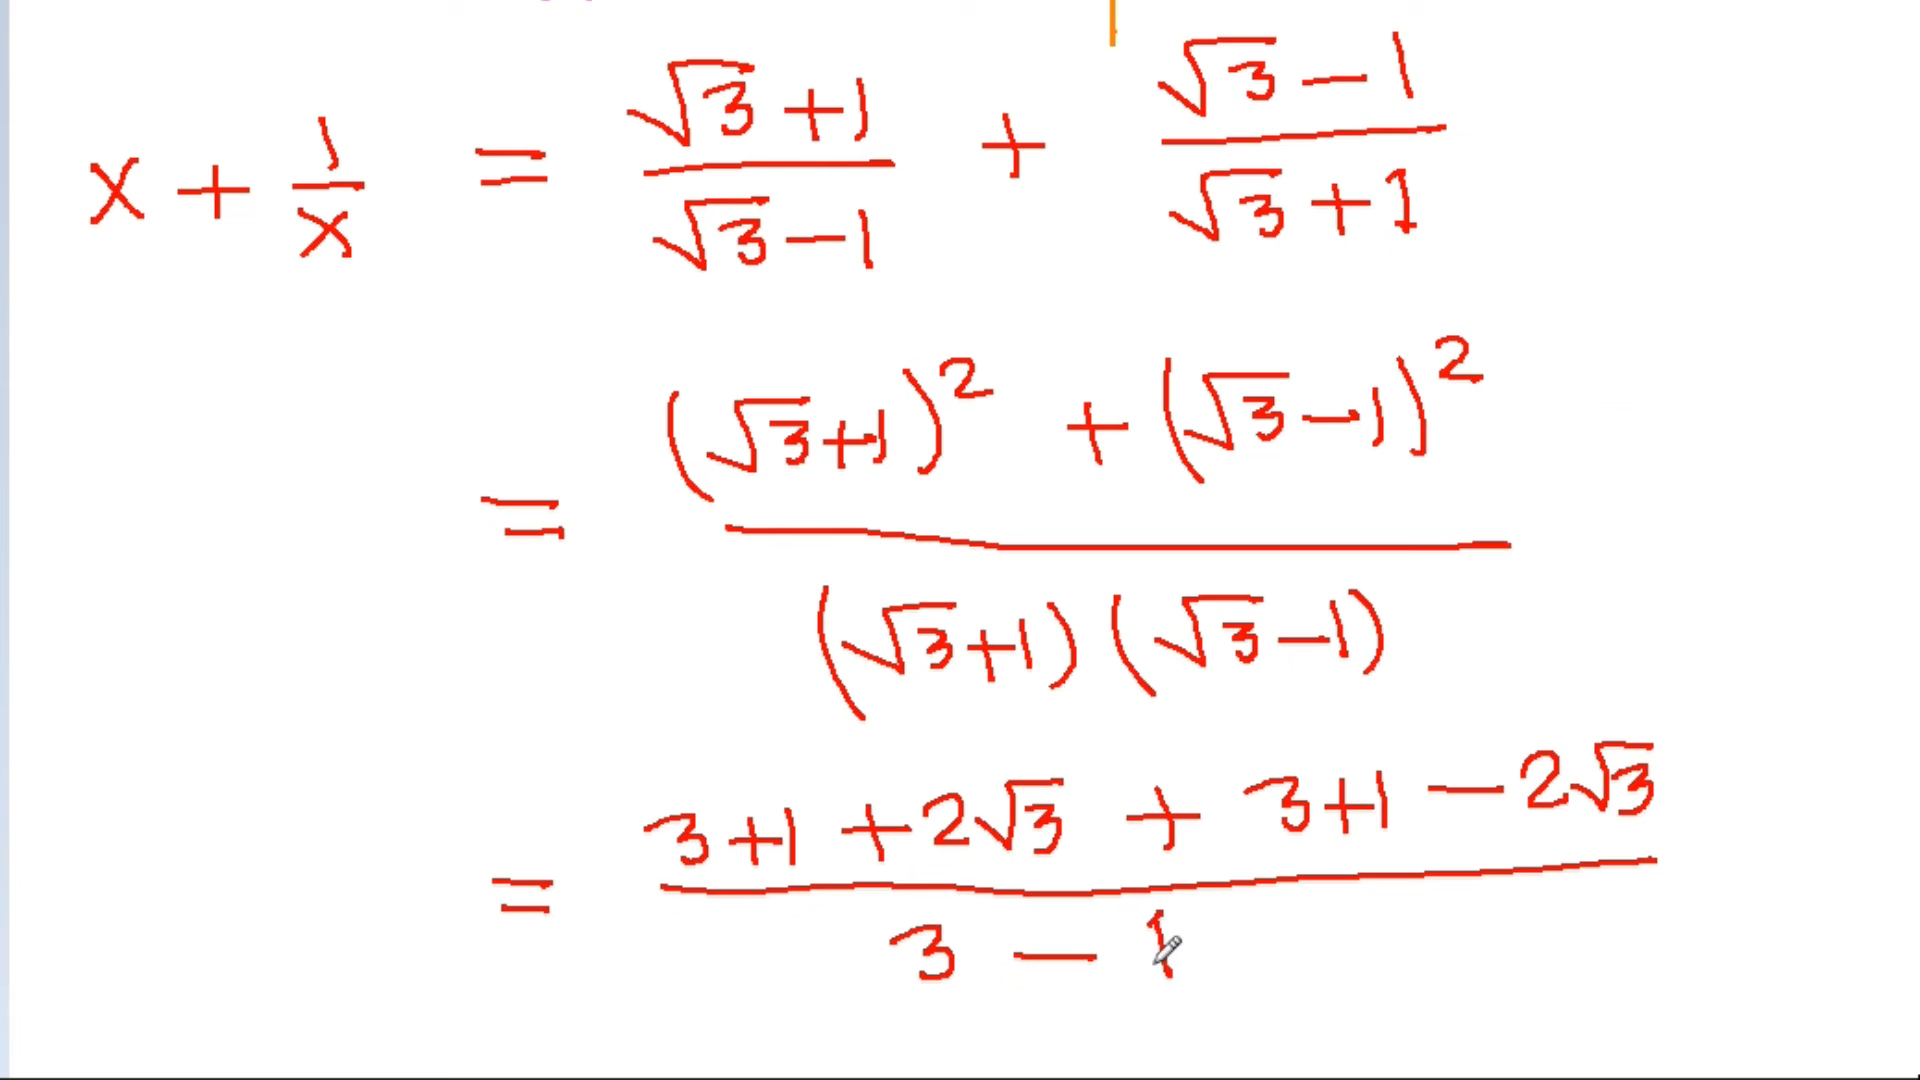 x + 1/x = (√3 + 1)/(√3 − 1) + (√3 − 1)/(√3 + 1)
= ((√3+1)² + (√3−1)²)/((√3+1)(√3−1))
= (3+1 + 2√3 + 3+1 − 2√3)/(3 − 1)